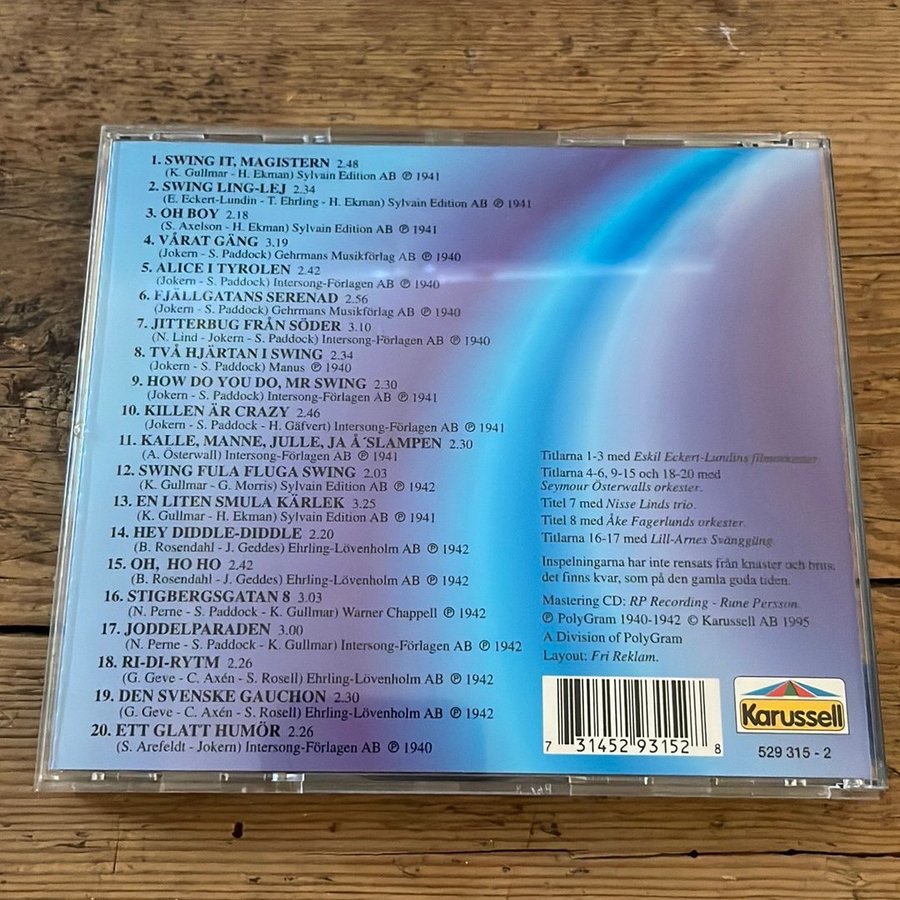 1. SWING IT, MAGISTERN 2.48
(K. Gullmar - H. Ekman) Sylvain Edition AB ℗ 1941
2. SWING LING-LEJ 2.34
(E. Eckert-Lundin - T. Ehrling - H. Ekman) Sylvain Edition AB ℗ 1941
3. OH BOY 2.18
(S. Axelson - H. Ekman) Sylvain Edition AB ℗ 1941
4. VÅRAT GÄNG 3.19
(Jokern - S. Paddock) Gehrmans Musikförlag AB ℗ 1940
5. ALICE I TYROLEN 2.42
(Jokern - S. Paddock) Intersong-Förlagen AB ℗ 1940
6. FJÄLLGATANS SERENAD 2.56
(Jokern - S. Paddock) Gehrmans Musikförlag AB ℗ 1940
7. JITTERBUG FRÅN SÖDER 3.10
(N. Lind - Jokern - S. Paddock) Intersong-Förlagen AB ℗ 1940
8. TVÅ HJÄRTAN I SWING 2.34
(Jokern - S. Paddock) Manus ℗ 1940
9. HOW DO YOU DO, MR SWING 2.30
(Jokern - S. Paddock) Intersong-Förlagen AB ℗ 1941
10. KILLEN ÄR CRAZY 2.46
(Jokern - S. Paddock - H. Gäfvert) Intersong-Förlagen AB ℗ 1941
11. KALLE, MANNE, JULLE, JA Å´SLAMPEN 2.30
(A. Österwall) Intersong-Förlagen AB ℗ 1941
12. SWING FULA FLUGA SWING 2.03
(K. Gullmar - G. Morris) Sylvain Edition AB ℗ 1942
13. EN LITEN SMULA KÄRLEK 3.25
(K. Gullmar - H. Ekman) Sylvain Edition AB ℗ 1941
14. HEY DIDDLE-DIDDLE 2.20
(B. Rosendahl - J. Geddes) Ehrling-Lövenholm AB ℗ 1942
15. OH, HO HO 2.42
(B. Rosendahl - J. Geddes) Ehrling-Lövenholm AB ℗ 1942
16. STIGBERGSGATAN 8 3.03
(N. Perne - S. Paddock - K. Gullmar) Warner Chappell ℗ 1942
17. JODDELPARADEN 3.00
(N. Perne - S. Paddock - K. Gullmar) Intersong-Förlagen AB ℗ 1942
18. RI-DI-RYTM 2.26
(G. Geve - C. Axén - S. Rosell) Ehrling-Lövenholm AB ℗ 1942
19. DEN SVENSKE GAUCHON 2.30
(G. Geve - C. Axén - S. Rosell) Ehrling-Lövenholm AB ℗ 1942
20. ETT GLATT HUMÖR 2.26
(S. Arefeldt - Jokern) Intersong-Förlagen AB ℗ 1940
Titlarna 1-3 med Eskil Eckert-Lundins filmorkester.
Titlarna 4-6, 9-15 och 18-20 med
Seymour Österwalls orkester.
Titel 7 med Nisse Linds trio.
Titel 8 med Åke Fagerlunds orkester.
Titlarna 16-17 med Lill-Arnes Svänggäng.
Inspelningarna har inte rensats från knaster och brus,
det finns kvar, som på den gamla goda tiden.
Mastering CD: RP Recording - Rune Persson.
℗ PolyGram 1940-1942 © Karussell AB 1995
A Division of PolyGram
Layout: Fri Reklam.
7 31452 93152 8
Karussell
529 315 - 2